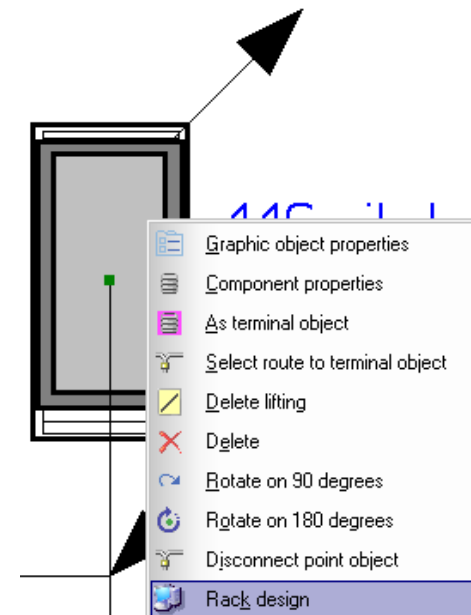 Graphic object properties
Component properties
As terminal object
Select route to terminal object
Delete lifting
Delete
Rotate on 90 degrees
Rotate on 180 degrees
Disconnect point object
Rack design